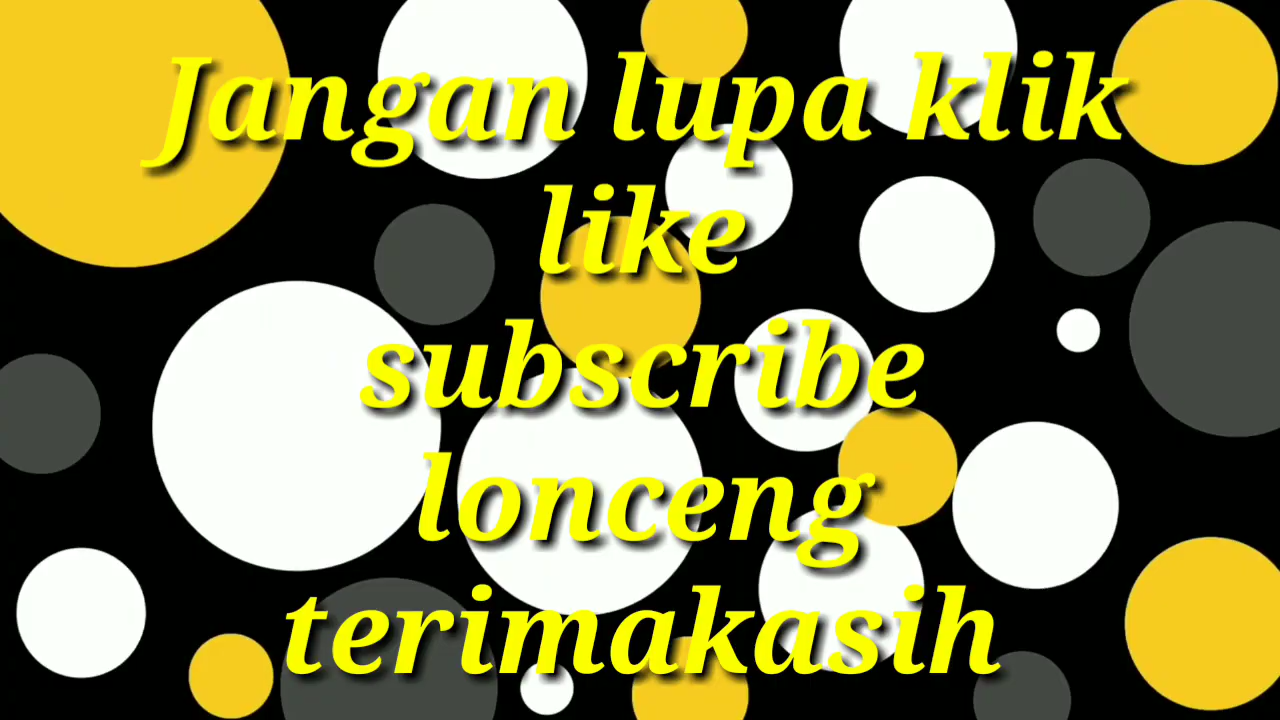 Jangan lupa klik
like
subscribe
lonceng
terimakasih